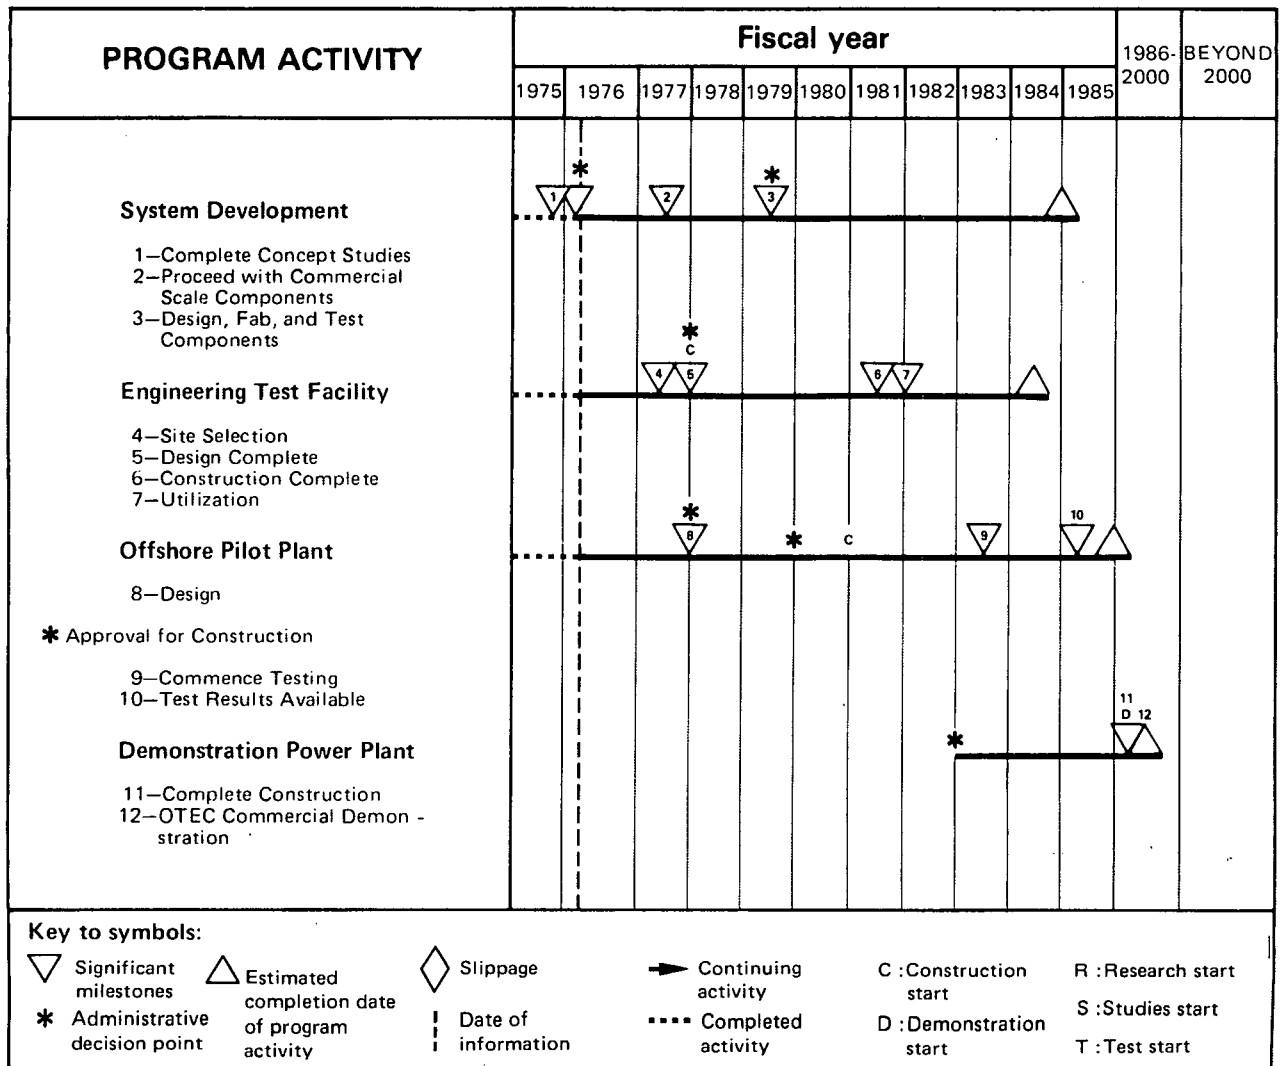 PROGRAM ACTIVITY
Fiscal year
1986-
2000
BEYOND
2000
1975 1976 1977 1978 1979 1980 1981 1982 1983 1984 1985
*
*
1 2 3
System Development
1—Complete Concept Studies
2—Proceed with Commercial
Scale Components
3—Design, Fab, and Test
Components
*
C
4 5 6 7
Engineering Test Facility
4—Site Selection
5—Design Complete
6—Construction Complete
7—Utilization
*
10
8 * C 9
Offshore Pilot Plant
8—Design
* Approval for Construction
9—Commence Testing
10—Test Results Available
11
D 12
*
Demonstration Power Plant
11—Complete Construction
12—OTEC Commercial Demon -
stration
Key to symbols:
Significant
milestones
* Administrative
decision point
Estimated
completion date
of program
activity
Slippage
Date of
information
Continuing
activity
Completed
activity
C :Construction
start
D :Demonstration
start
R :Research start
S :Studies start
T :Test start